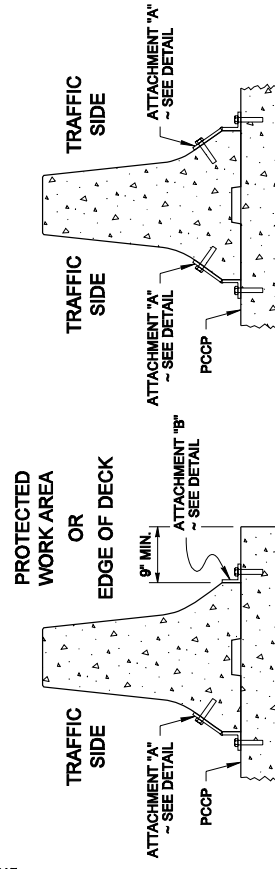 PROTECTED
WORK AREA
OR
EDGE OF DECK
TRAFFIC
SIDE
9" MIN.
ATTACHMENT "A"
~ SEE DETAIL
ATTACHMENT "B"
~ SEE DETAIL
PCCP
TRAFFIC
SIDE
TRAFFIC
SIDE
ATTACHMENT "A"
~ SEE DETAIL
ATTACHMENT "A"
~ SEE DETAIL
PCCP